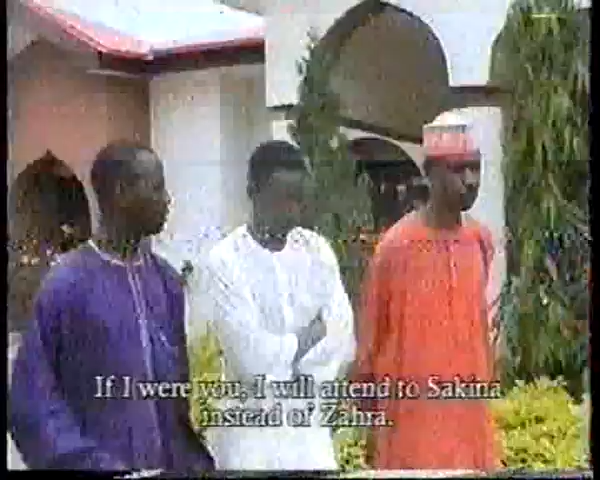 If I were you, I will attend to Sakina
instead of Zahra.